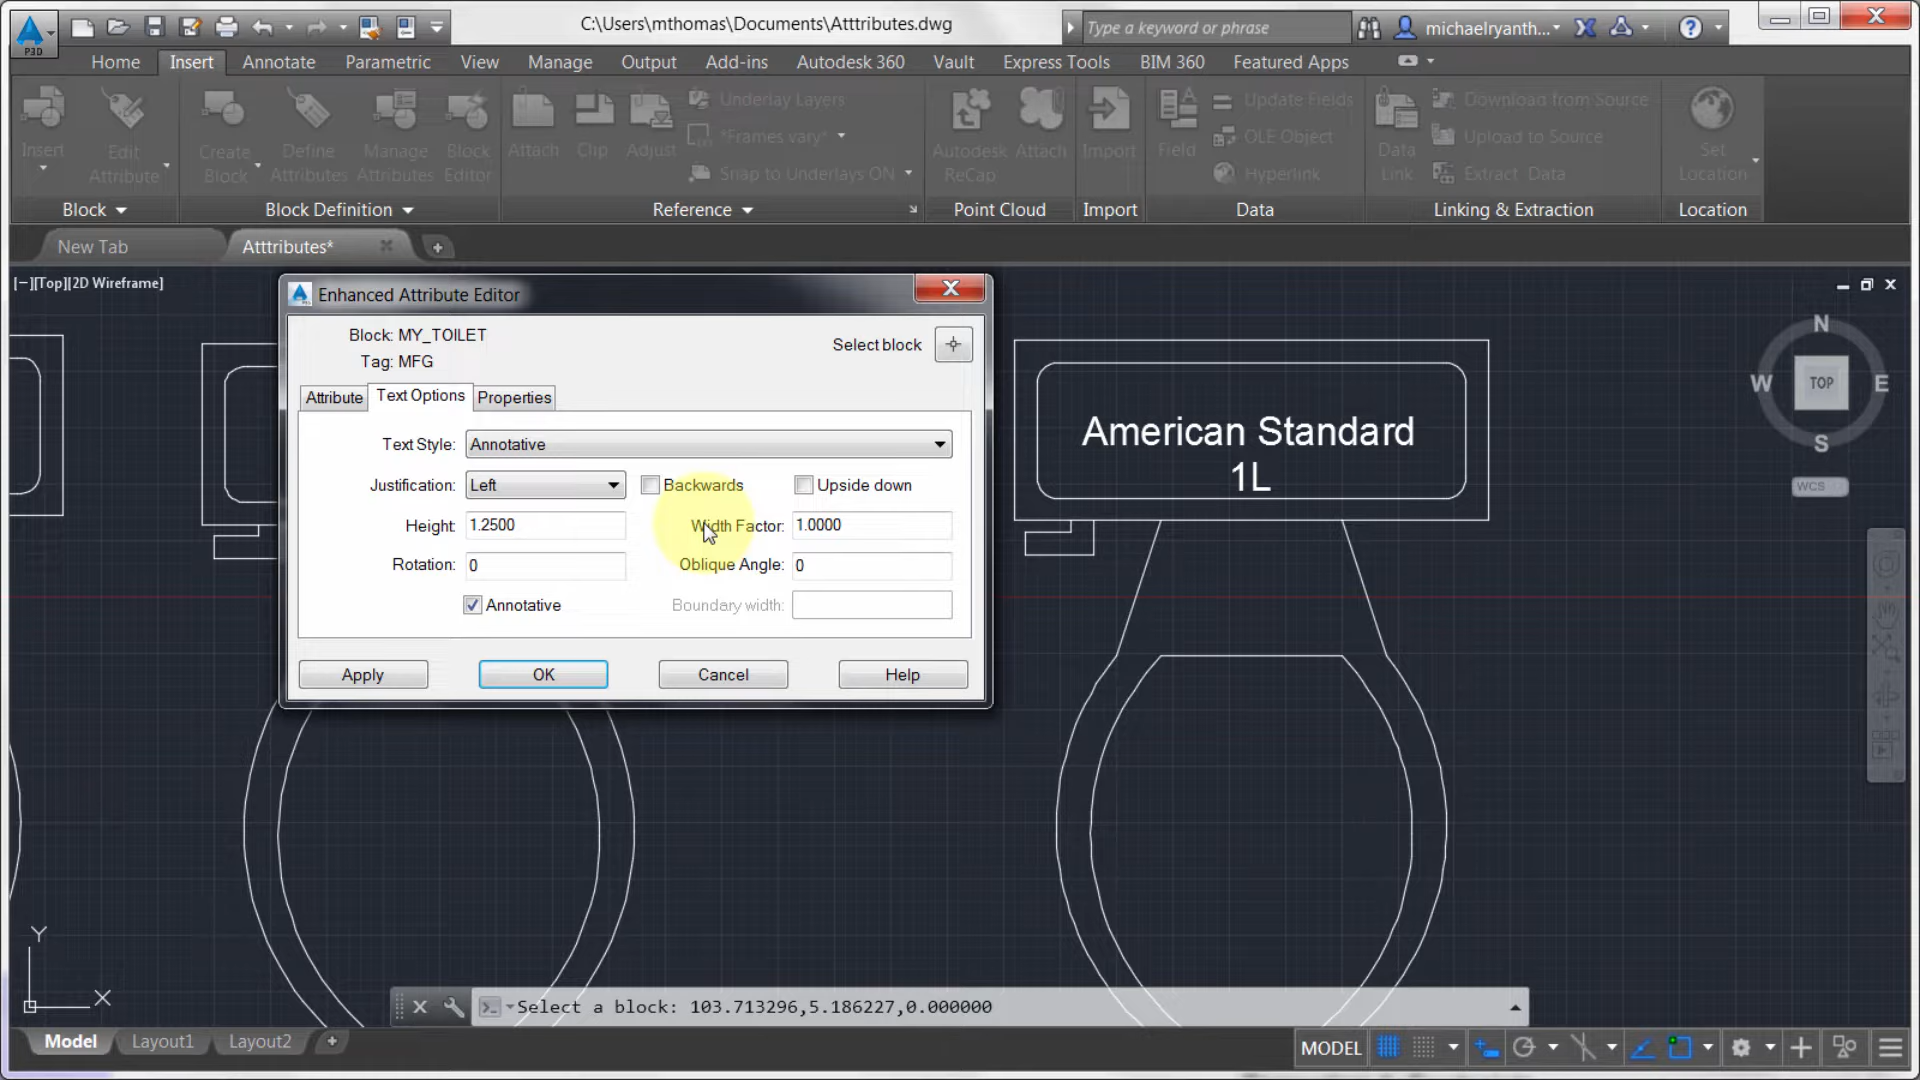 P3D
C:\Users\mthomas\Documents\Atttributes.dwg
Type a keyword or phrase
michaelryanth...
Home Insert Annotate Parametric View Manage Output Add-ins Autodesk 360 Vault Express Tools BIM 360 Featured Apps
Insert
Edit
Attribute
Create
Block
Define
Attributes
Manage
Attributes
Block
Editor
Attach
Clip
Adjust
Underlay Layers
*Frames vary*
Snap to Underlays ON
Autodesk
ReCap
Attach
Import
Field
Update Fields
OLE Object
Hyperlink
Data
Link
Download from Source
Upload to Source
Extract Data
Set
Location
Block Block Definition Reference Point Cloud Import Data Linking & Extraction Location
New Tab Atttributes*
[−][Top][2D Wireframe]
Enhanced Attribute Editor
Block: MY_TOILET
Tag: MFG
Select block
Attribute Text Options Properties
Text Style: Annotative
Justification: Left Backwards Upside down
Height: 1.2500 Width Factor: 1.0000
Rotation: 0 Oblique Angle: 0
Annotative Boundary width:
Apply OK Cancel Help
American Standard
1L
N
W TOP E
S
WCS
Y
X
Select a block: 103.713296,5.186227,0.000000
Model Layout1 Layout2
MODEL